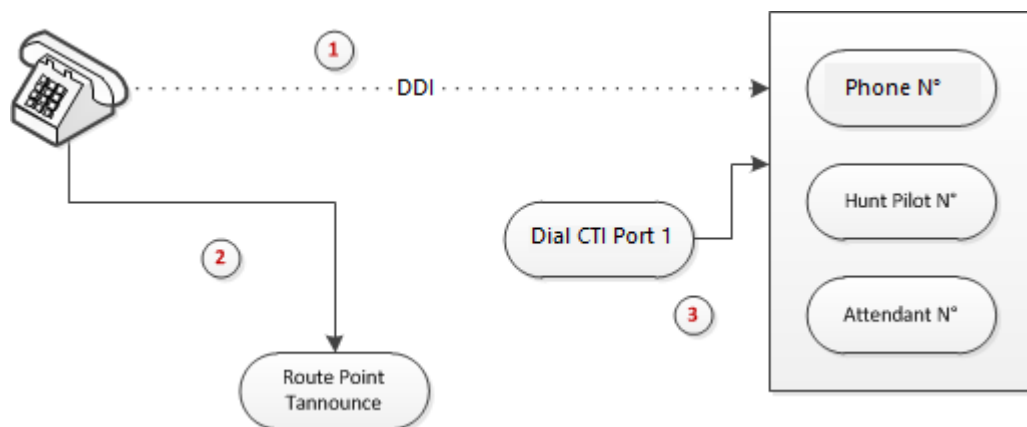 1
DDI
Phone N°
Hunt Pilot N°
Dial CTI Port 1
2
3
Attendant N°
Route Point
Tannounce